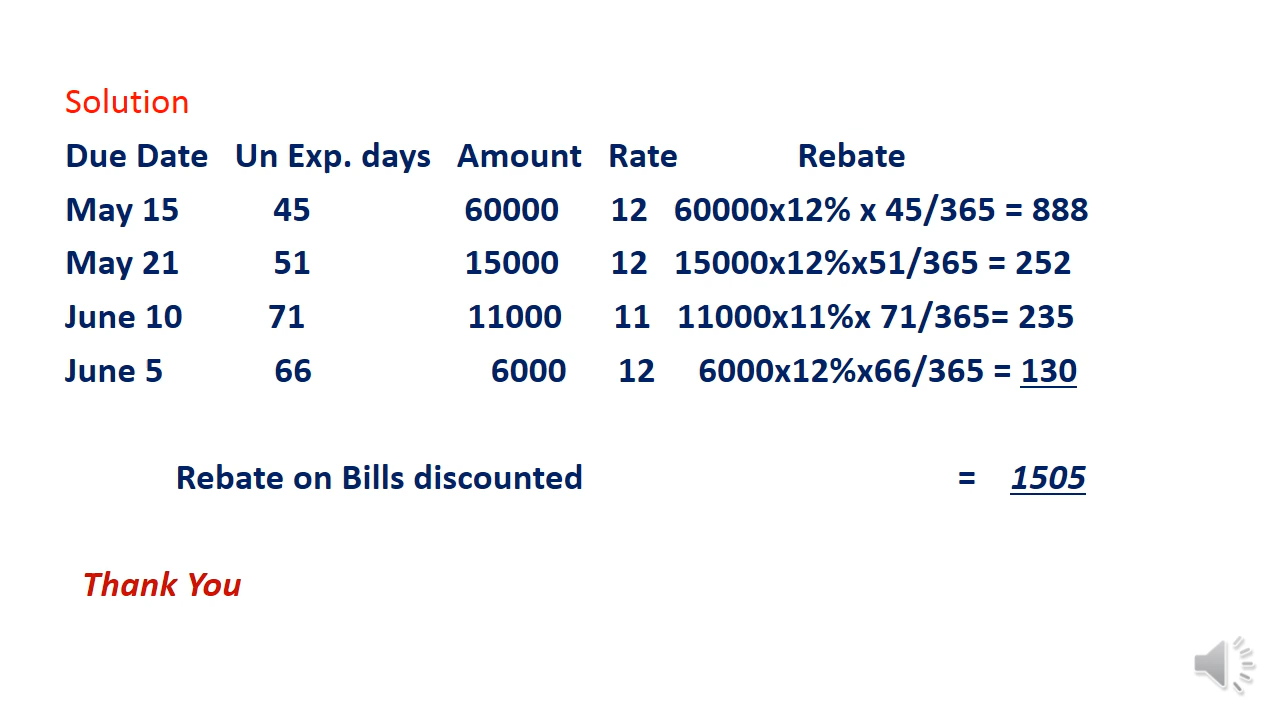 Solution
Due Date Un Exp. days Amount Rate Rebate
May 15 45 60000 12 60000x12% x 45/365 = 888
May 21 51 15000 12 15000x12%x51/365 = 252
June 10 71 11000 11 11000x11%x 71/365= 235
June 5 66 6000 12 6000x12%x66/365 = 130
Rebate on Bills discounted = 1505
Thank You